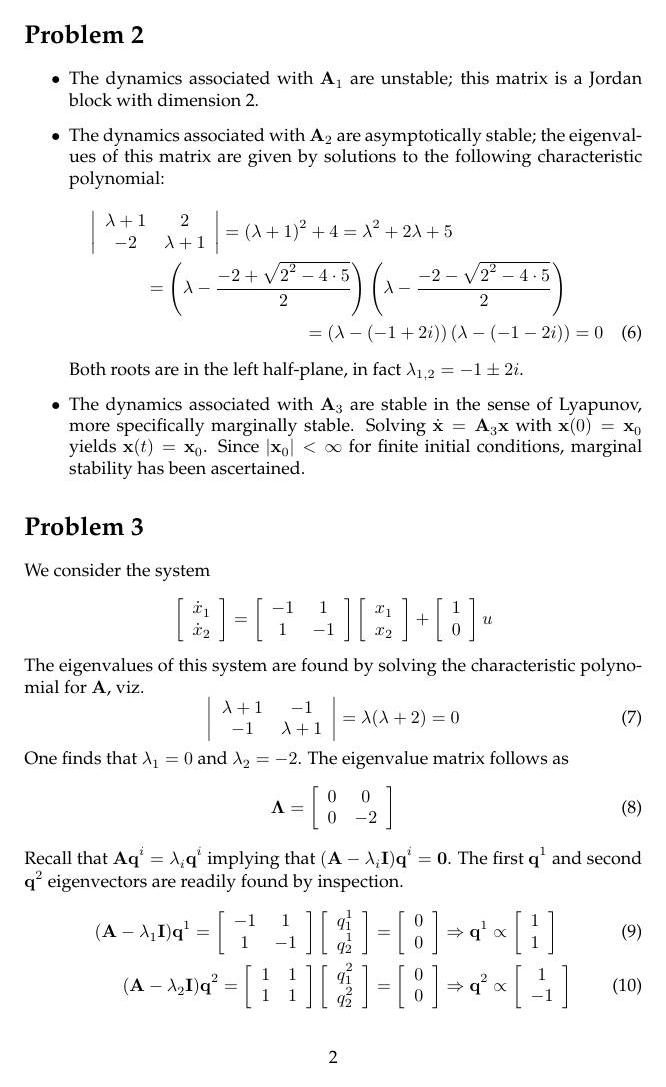 Problem 2
• The dynamics associated with A₁ are unstable; this matrix is a Jordan
block with dimension 2.
• The dynamics associated with A₂ are asymptotically stable; the eigenval-
ues of this matrix are given by solutions to the following characteristic
polynomial:
| λ + 1  2 ; −2  λ + 1 | = (λ + 1)² + 4 = λ² + 2λ + 5
= (λ − (−2 + √(2² − 4 · 5))/2) (λ − (−2 − √(2² − 4 · 5))/2)
= (λ − (−1 + 2i)) (λ − (−1 − 2i)) = 0 (6)
Both roots are in the left half-plane, in fact λ₁,₂ = −1 ± 2i.
• The dynamics associated with A₃ are stable in the sense of Lyapunov,
more specifically marginally stable. Solving ẋ = A₃x with x(0) = x₀
yields x(t) = x₀. Since |x₀| < ∞ for finite initial conditions, marginal
stability has been ascertained.
Problem 3
We consider the system
[ ẋ₁ ; ẋ₂ ] = [ −1  1 ; 1  −1 ] [ x₁ ; x₂ ] + [ 1 ; 0 ] u
The eigenvalues of this system are found by solving the characteristic polyno-
mial for A, viz.
| λ + 1  −1 ; −1  λ + 1 | = λ(λ + 2) = 0 (7)
One finds that λ₁ = 0 and λ₂ = −2. The eigenvalue matrix follows as
Λ = [ 0  0 ; 0  −2 ] (8)
Recall that Aqⁱ = λᵢqⁱ implying that (A − λᵢI)qⁱ = 0. The first q¹ and second
q² eigenvectors are readily found by inspection.
(A − λ₁I)q¹ = [ −1  1 ; 1  −1 ] [ q₁¹ ; q₂¹ ] = [ 0 ; 0 ] ⇒ q¹ ∝ [ 1 ; 1 ] (9)
(A − λ₂I)q² = [ 1  1 ; 1  1 ] [ q₁² ; q₂² ] = [ 0 ; 0 ] ⇒ q² ∝ [ 1 ; −1 ] (10)
2